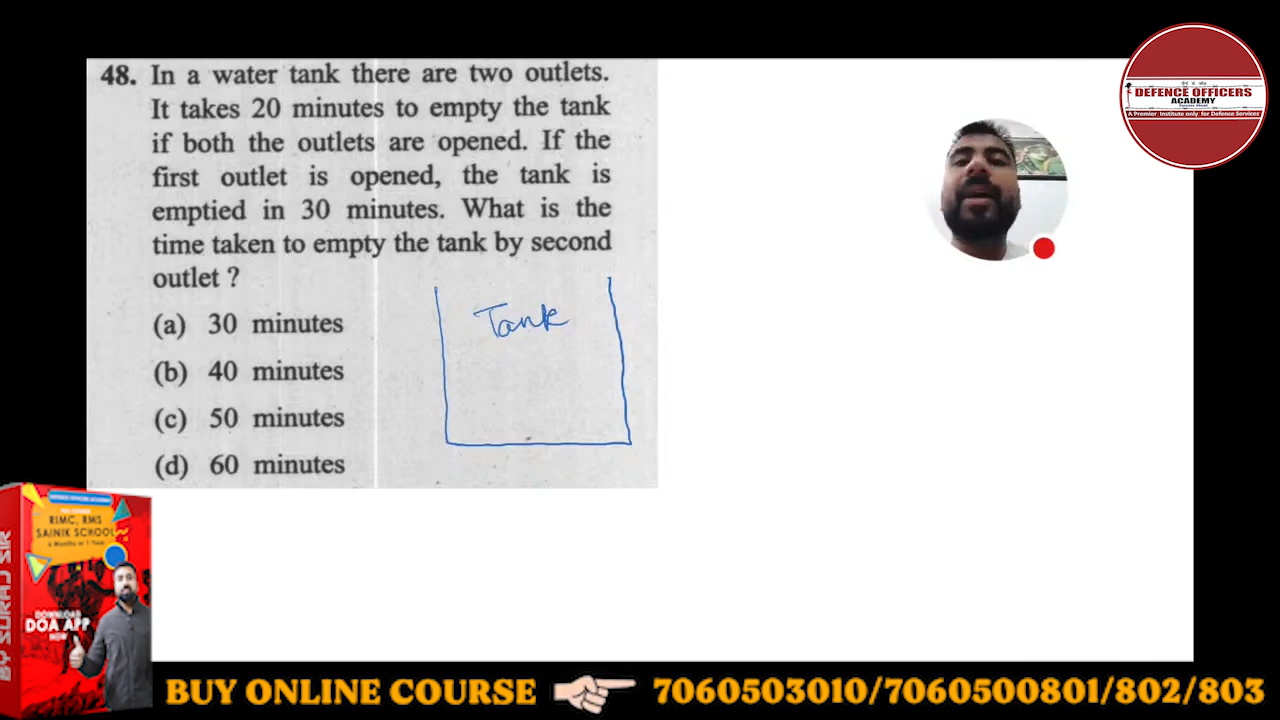 48. In a water tank there are two outlets.
It takes 20 minutes to empty the tank
if both the outlets are opened. If the
first outlet is opened, the tank is
emptied in 30 minutes. What is the
time taken to empty the tank by second
outlet ?
(a) 30 minutes
(b) 40 minutes
(c) 50 minutes
(d) 60 minutes
Tank
DEFENCE OFFICERS
ACADEMY
A Premier Institute only for Defence Services
RIMC, RMS
SAINIK SCHOOL
DOWNLOAD
DOA APP
NOW
BY SURAJ SIR
BUY ONLINE COURSE
7060503010/7060500801/802/803